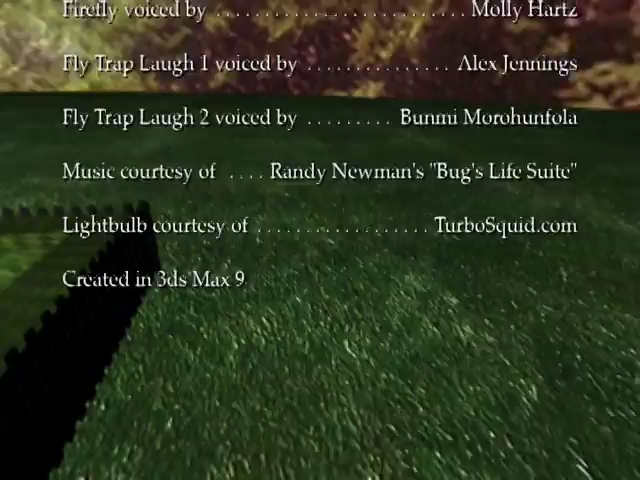 Firefly voiced by . . . . . . . . . . . . . . . . . . . . . . . . . . Molly Hartz
Fly Trap Laugh 1 voiced by . . . . . . . . . . . . . . . Alex Jennings
Fly Trap Laugh 2 voiced by . . . . . . . . . Bunmi Morohunfola
Music courtesy of . . . . Randy Newman's "Bug's Life Suite"
Lightbulb courtesy of . . . . . . . . . . . . . . . . . . TurboSquid.com
Created in 3ds Max 9